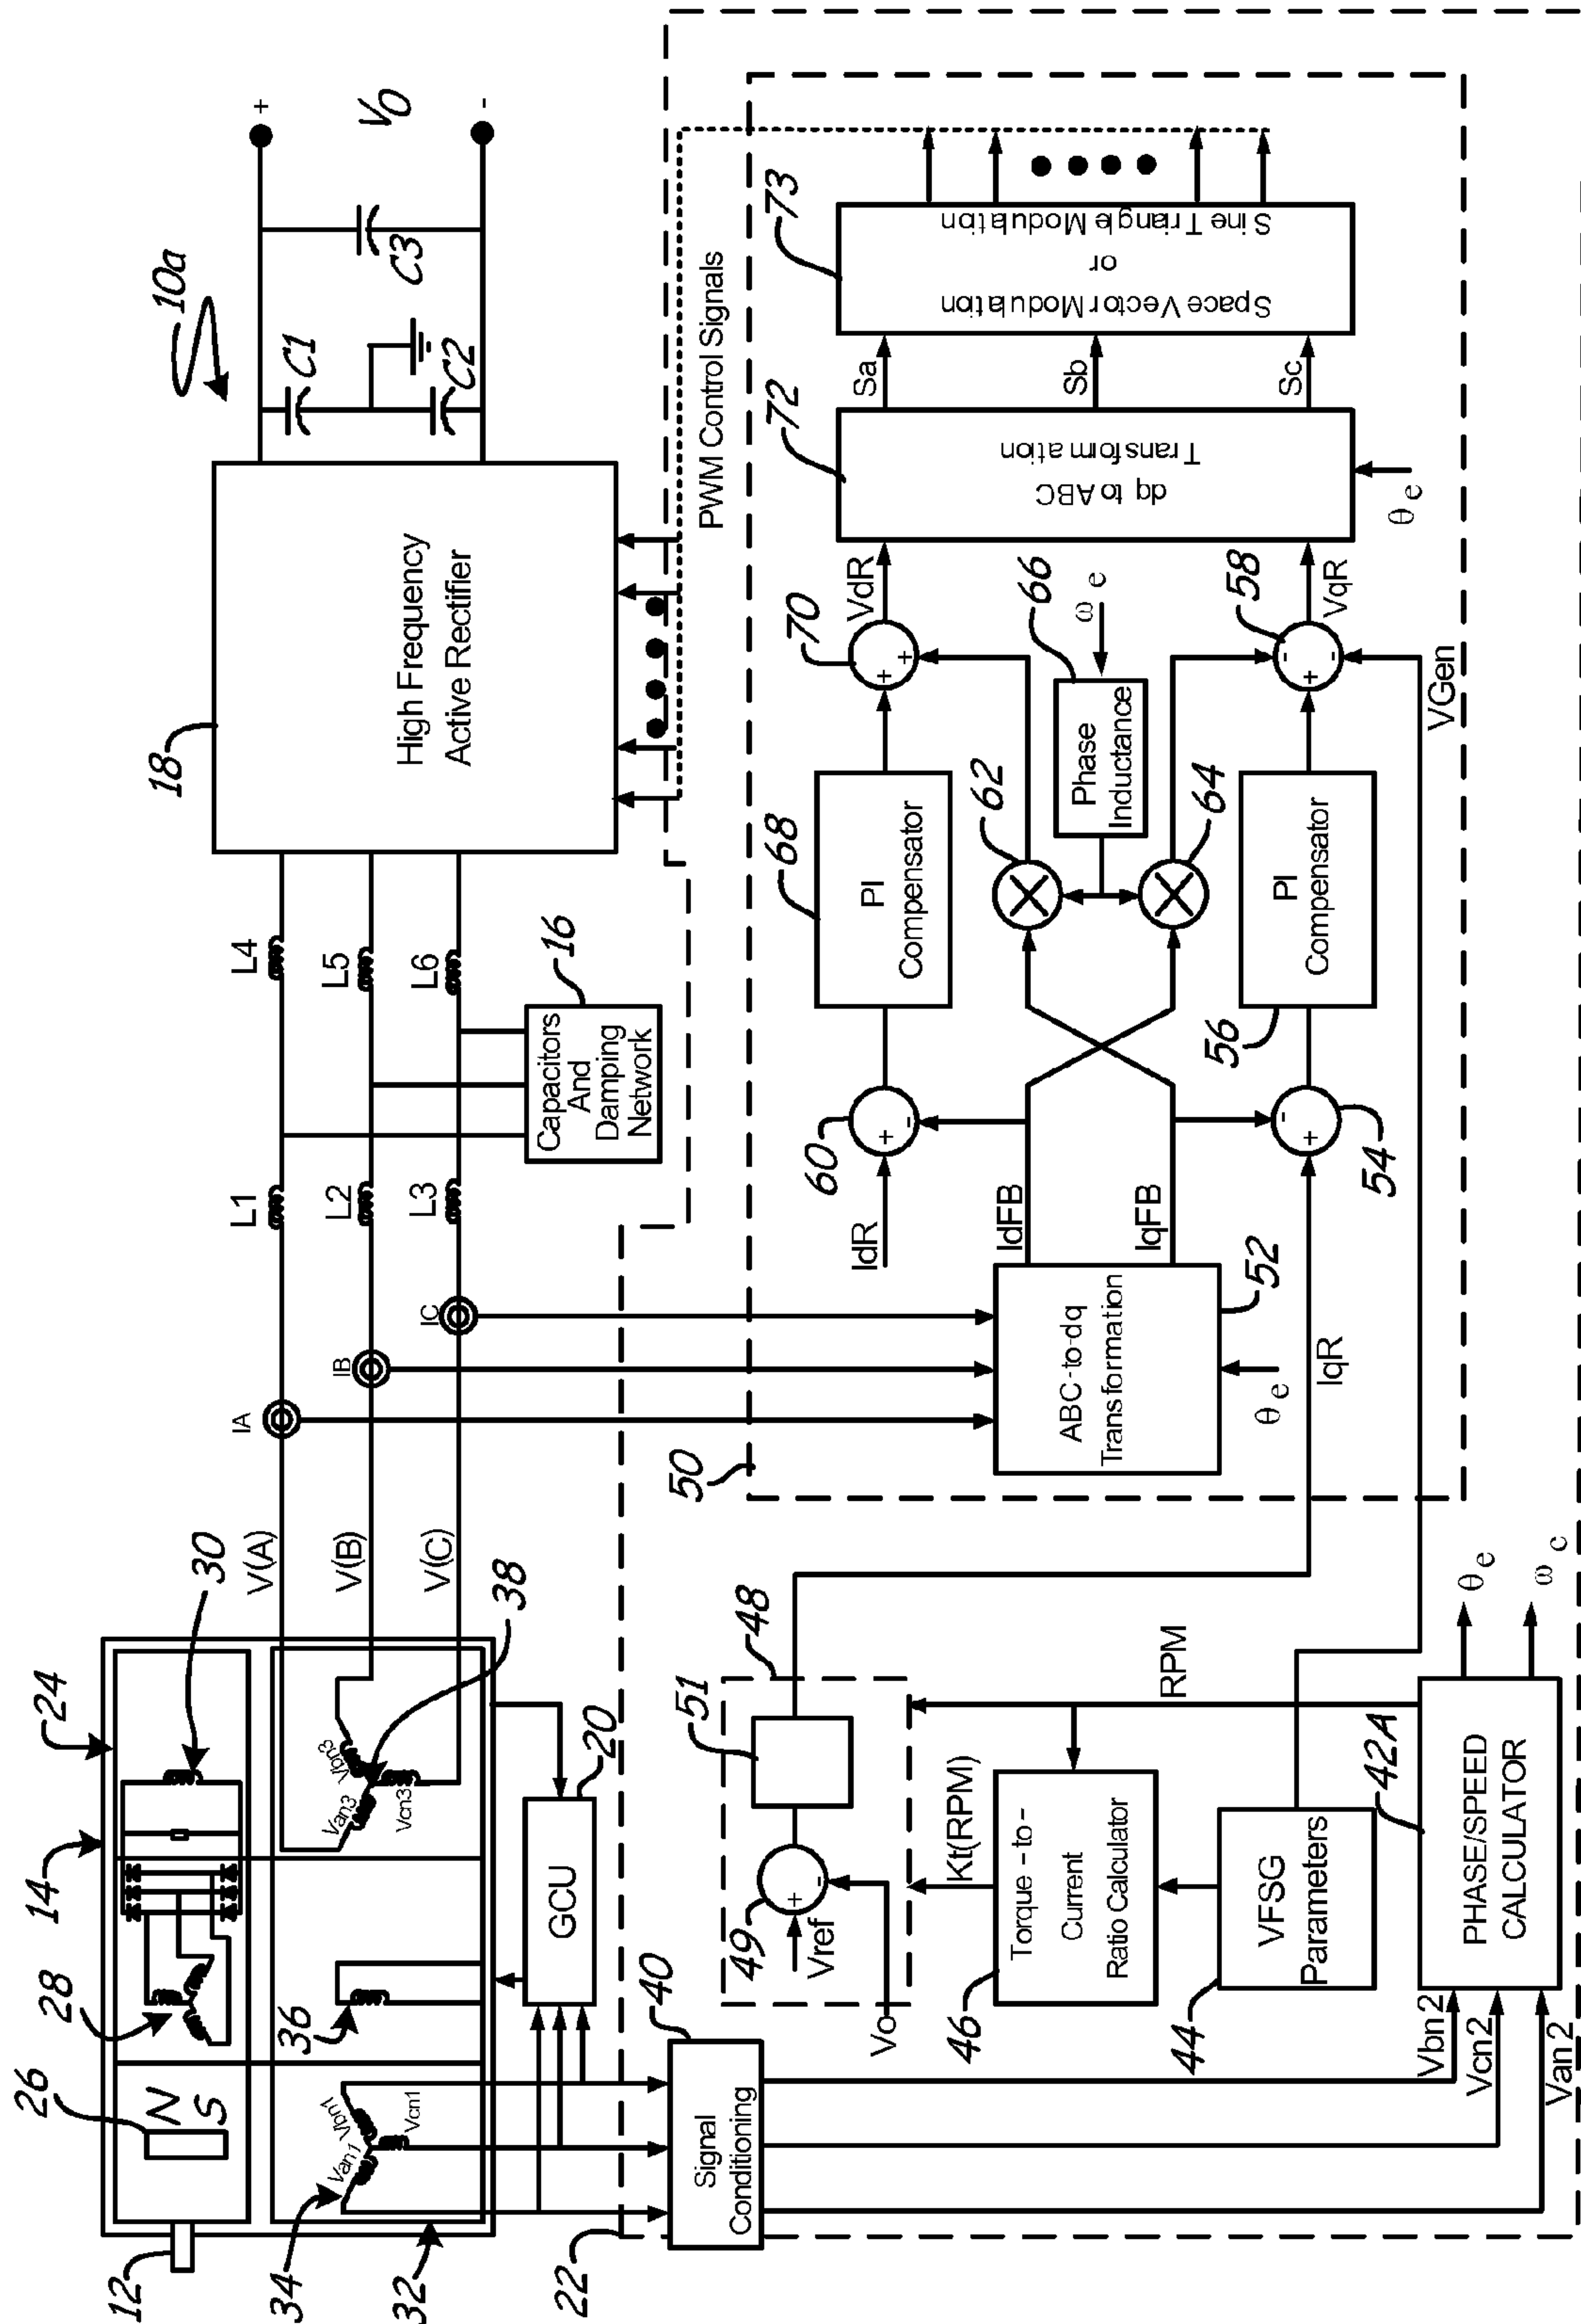 10a
18
High Frequency
Active Rectifier
C1
C2
C3
+
VO
-
L4
L5
L6
16
Capacitors
And
Damping
Network
L1
L2
L3
IA
IB
IC
V(A)
V(B)
V(C)
30
38
24
14
28
26
N
S
12
34
32
36
Van1
Vbn1
Vcn1
Van3
Vbn3
Vcn3
GCU
20
22
40
Signal
Conditioning
PWM Control Signals
48
51
49
+
-
Vref
Vo
Kt(RPM)
RPM
46
Torque-to-
Current
Ratio Calculator
44
VFSG
Parameters
42A
PHASE/SPEED
CALCULATOR
Vbn2
Vcn2
Van2
θe
ωc
50
52
ABC-to-dq
Transformation
θe
IqR
IdR
IdFB
IqFB
60
+
-
54
+
-
68
PI
Compensator
56
PI
Compensator
62
64
66
Phase
Inductance
ωe
70
+
+
VdR
58
+
-
-
VqR
VGen
72
dq to ABC
Transformation
θe
Sa
Sb
Sc
73
Space Vector Modulation
or
Sine Triangle Modulation